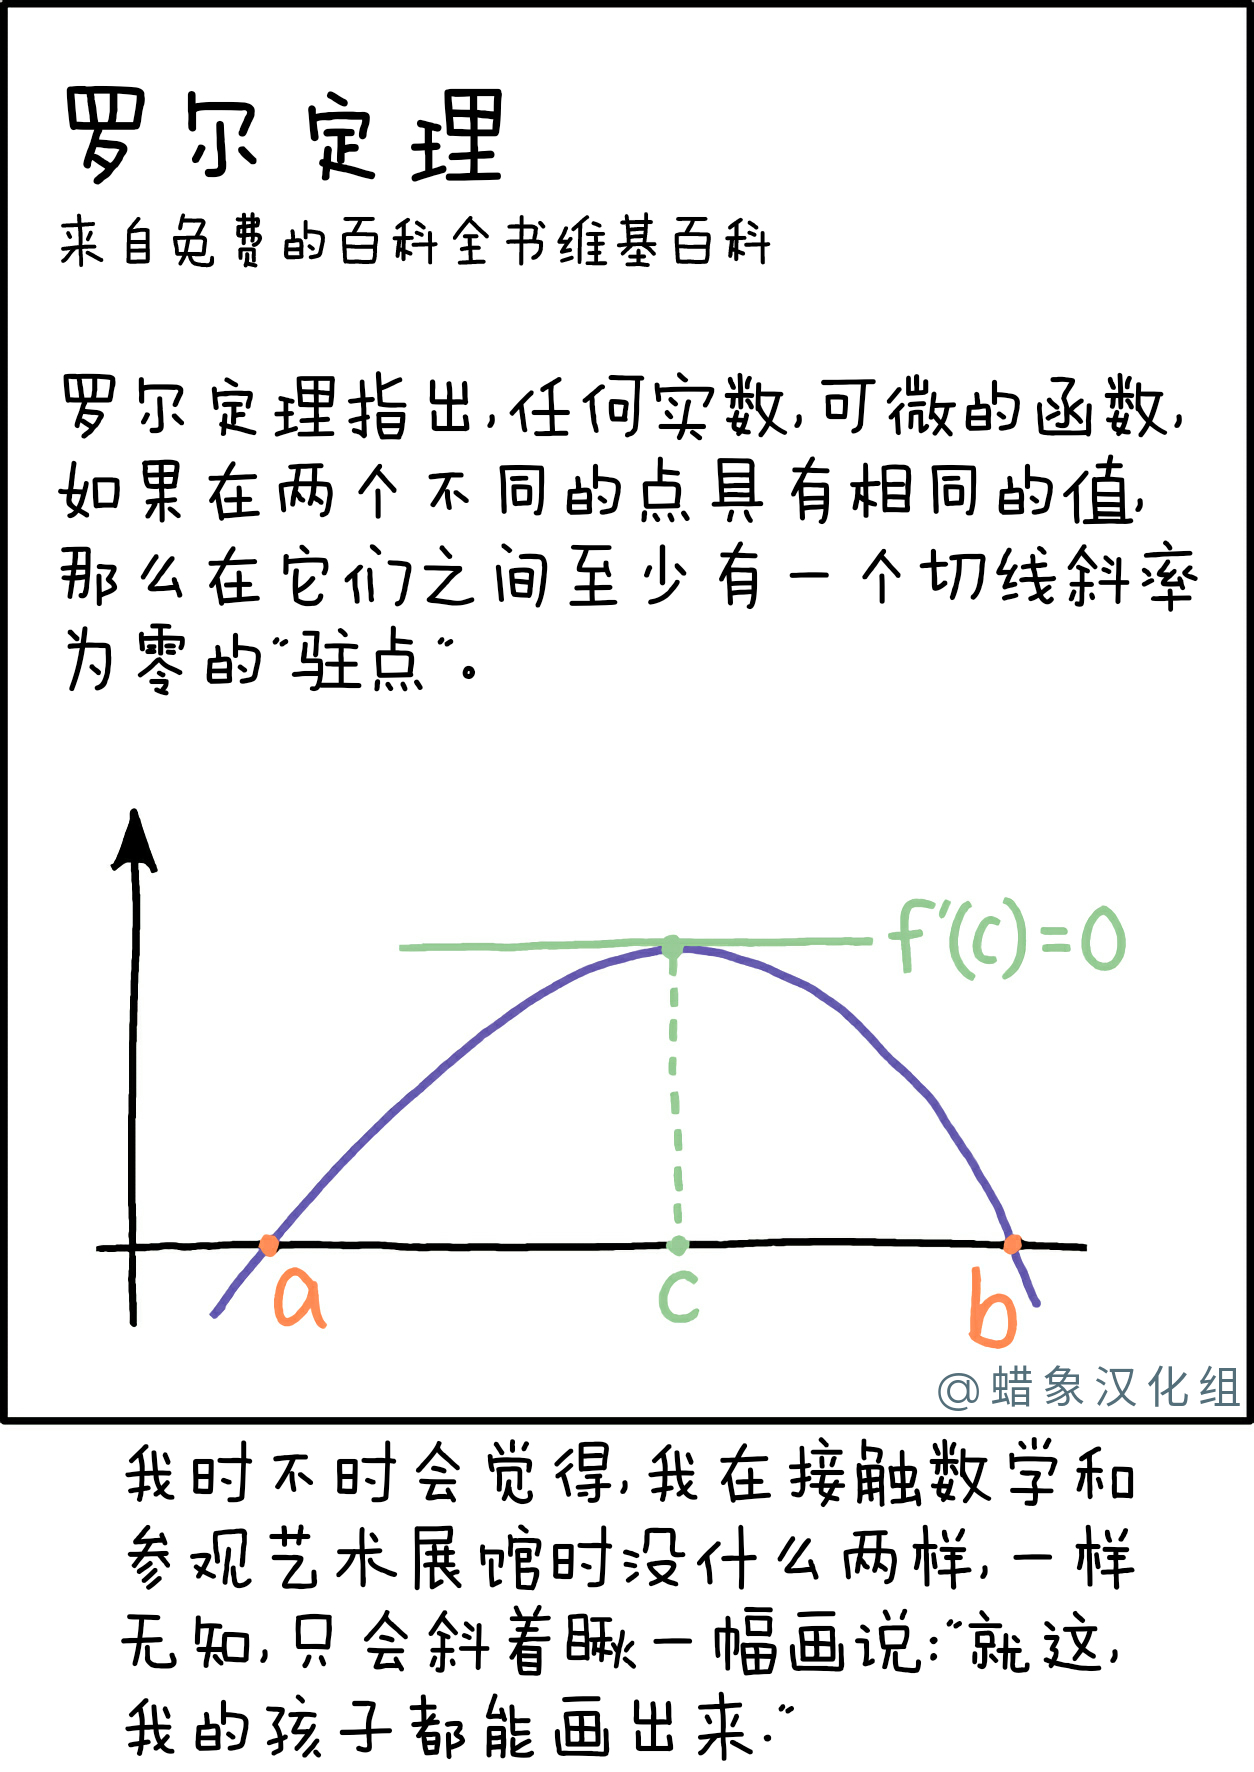 罗尔定理
来自免费的百科全书维基百科
罗尔定理指出,任何实数,可微的函数,
如果在两个不同的点具有相同的值,
那么在它们之间至少有一个切线斜率
为零的"驻点"。
f'(c)=0
a
c
b
@蜡象汉化组
我时不时会觉得,我在接触数学和
参观艺术展馆时没什么两样,一样
无知,只会斜着瞅一幅画说:"就这,
我的孩子都能画出来."